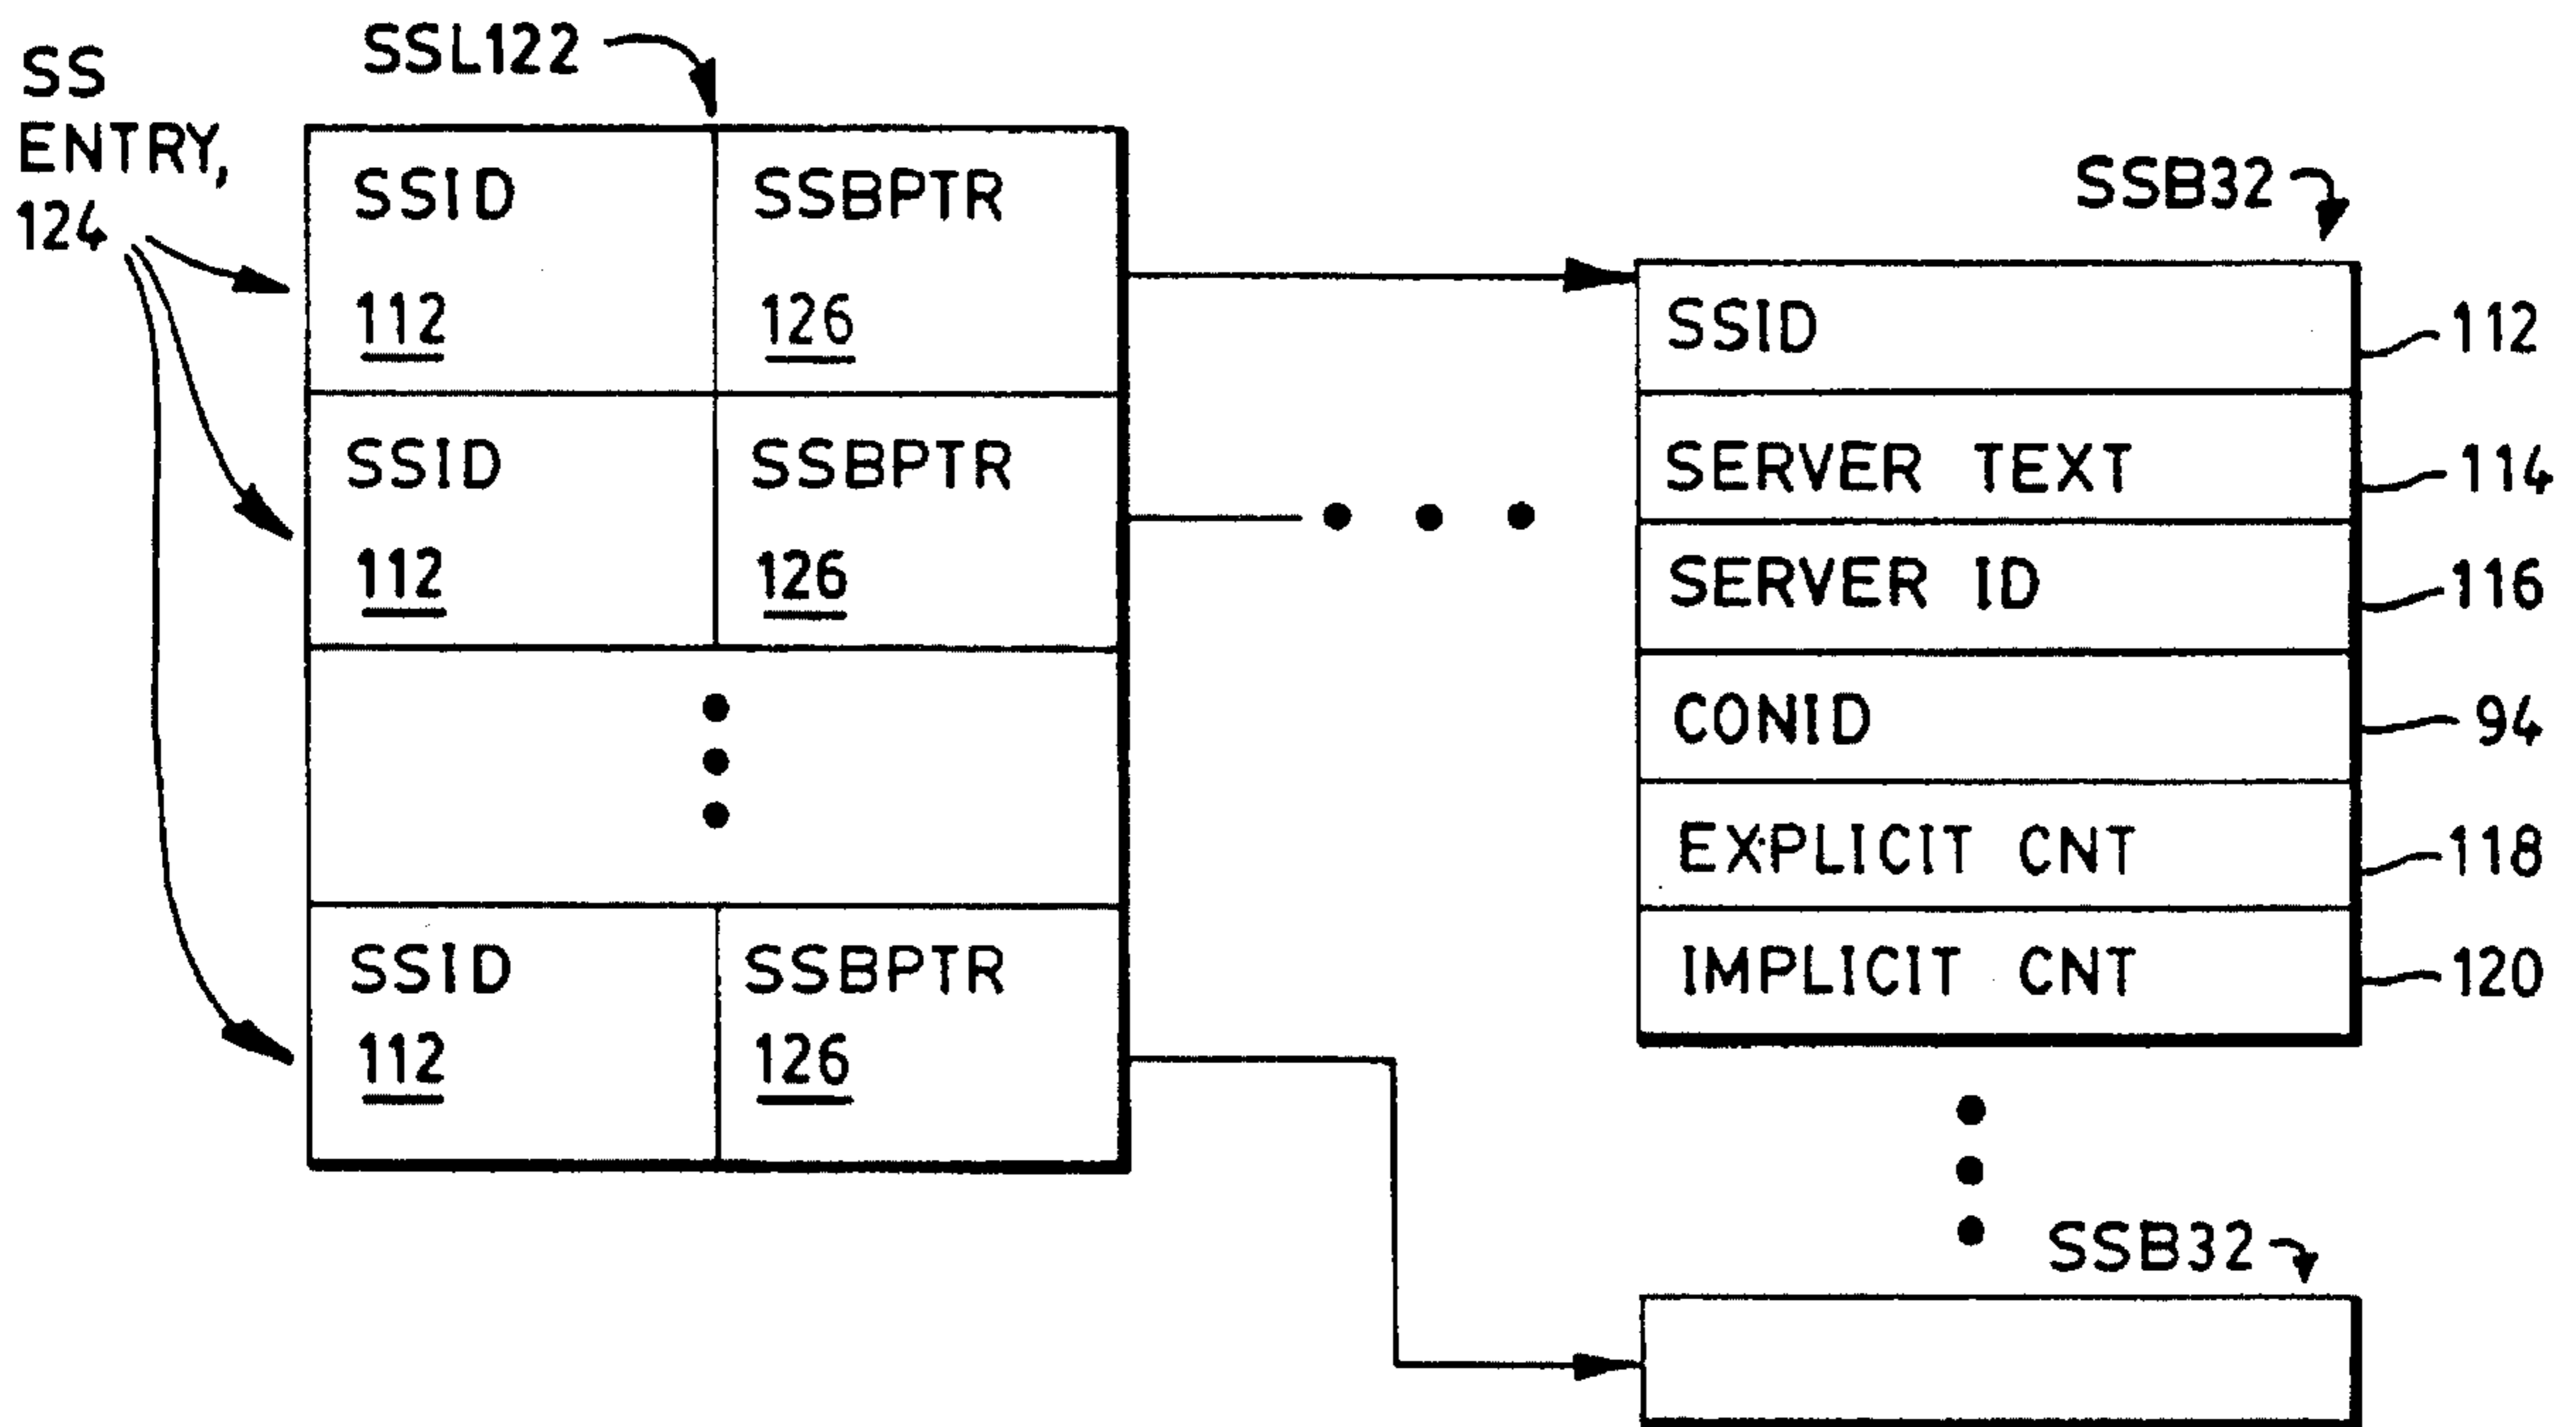 SS
ENTRY,
124
SSL122
SSID
112
SSBPTR
126
SSID
112
SSBPTR
126
SSID
112
SSBPTR
126
SSB32
SSID 112
SERVER TEXT 114
SERVER ID 116
CONID 94
EXPLICIT CNT 118
IMPLICIT CNT 120
SSB32